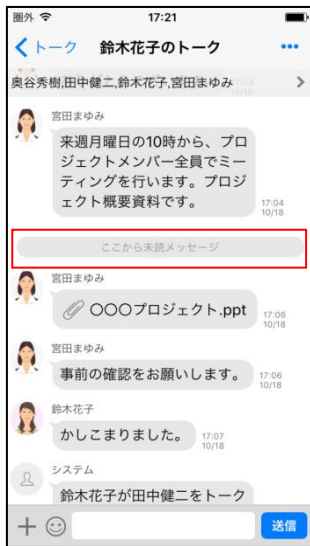 圏外 17:21
トーク 鈴木花子のトーク
奥谷秀樹,田中健二,鈴木花子,宮田まゆみ
宮田まゆみ
来週月曜日の10時から、プロ
ジェクトメンバー全員でミー
ティングを行います。プロジ
ェクト概要資料です。
17:04
10/18
ここから未読メッセージ
宮田まゆみ
〇〇〇プロジェクト.ppt
17:06
10/18
宮田まゆみ
事前の確認をお願いします。
17:06
10/18
鈴木花子
かしこまりました。
17:07
10/18
システム
鈴木花子が田中健二をトーク
送信